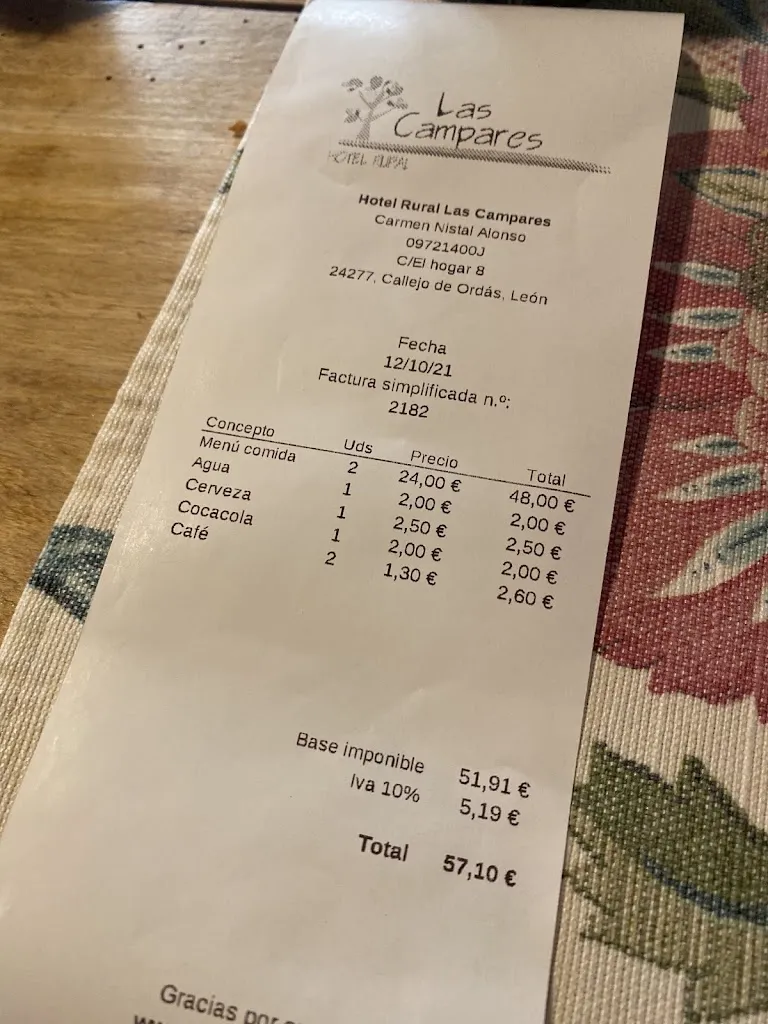 Las
Campares
HOTEL RURAL
Hotel Rural Las Campares
Carmen Nistal Alonso
09721400J
C/El hogar 8
24277, Callejo de Ordás, León
Fecha
12/10/21
Factura simplificada n.º:
2182
Concepto Uds Precio Total
Menú comida 2 24,00 € 48,00 €
Agua 1 2,00 € 2,00 €
Cerveza 1 2,50 € 2,50 €
Cocacola 1 2,00 € 2,00 €
Café 2 1,30 € 2,60 €
Base imponible 51,91 €
Iva 10% 5,19 €
Total 57,10 €
Gracias por